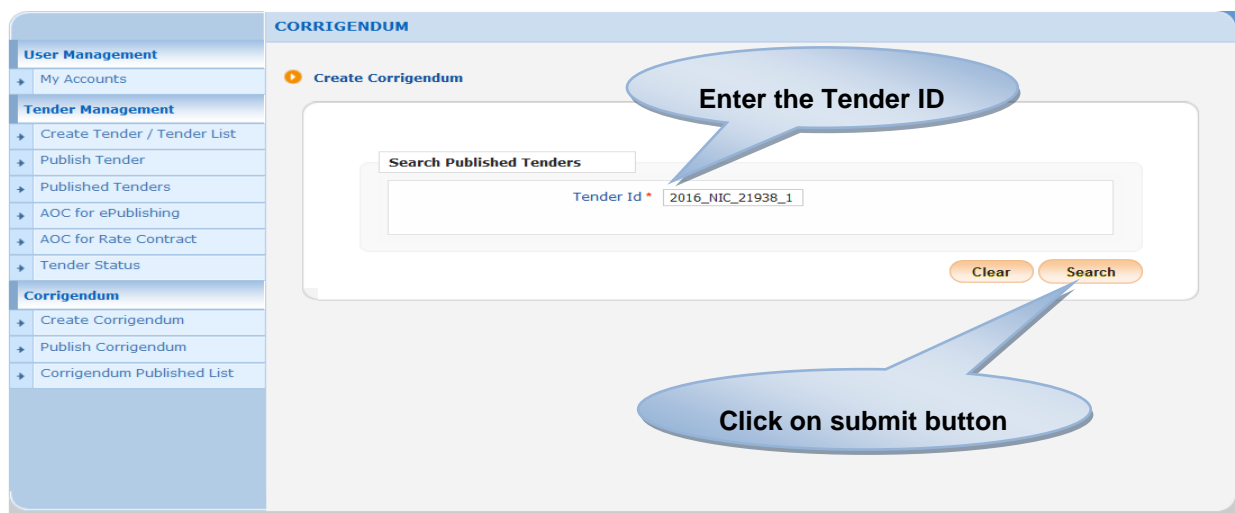 CORRIGENDUM
User Management
My Accounts
Tender Management
Create Tender / Tender List
Publish Tender
Published Tenders
AOC for ePublishing
AOC for Rate Contract
Tender Status
Corrigendum
Create Corrigendum
Publish Corrigendum
Corrigendum Published List
Create Corrigendum
Enter the Tender ID
Search Published Tenders
Tender Id * 2016_NIC_21938_1
Clear Search
Click on submit button